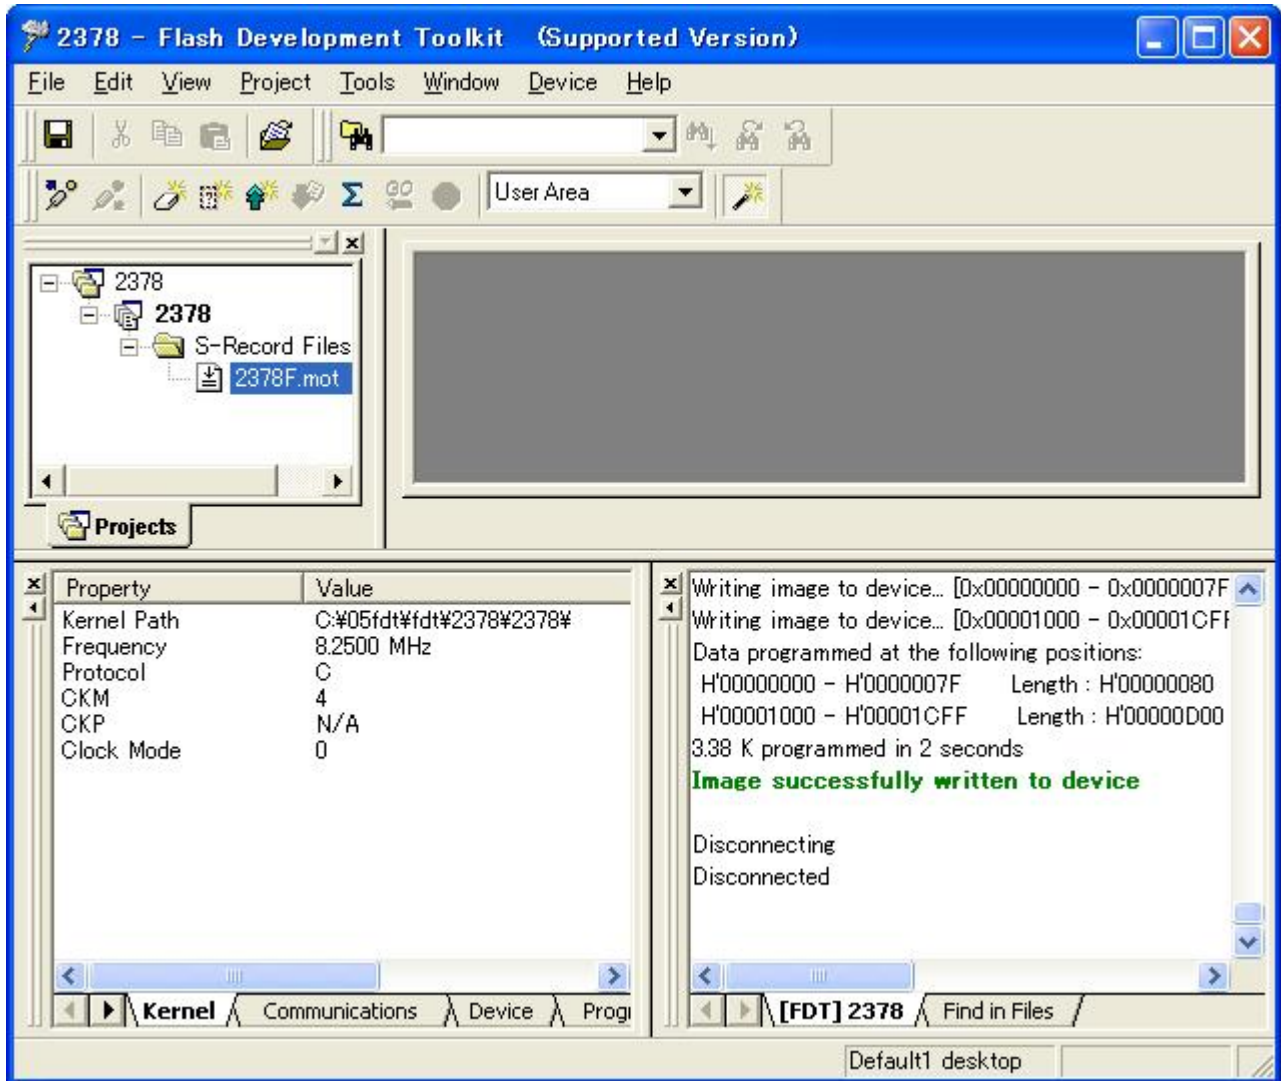 2378 - Flash Development Toolkit (Supported Version)
File Edit View Project Tools Window Device Help
User Area
2378
2378
S-Record Files
2378F.mot
Projects
Property Value
Kernel Path C:¥05fdt¥fdt¥2378¥2378¥
Frequency 8.2500 MHz
Protocol C
CKM 4
CKP N/A
Clock Mode 0
Kernel Communications Device Progr
Writing image to device... [0x00000000 - 0x0000007F
Writing image to device... [0x00001000 - 0x00001CFF
Data programmed at the following positions:
H'00000000 - H'0000007F Length : H'00000080
H'00001000 - H'00001CFF Length : H'00000D00
3.38 K programmed in 2 seconds
Image successfully written to device
Disconnecting
Disconnected
[FDT] 2378 Find in Files
Default1 desktop